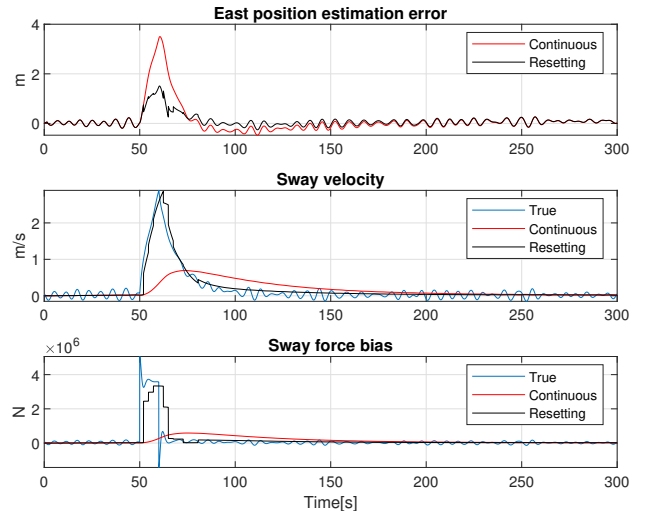 East position estimation error
m
4
2
0
Continuous
Resetting
0 50 100 150 200 250 300
Sway velocity
m/s
2
1
0
True
Continuous
Resetting
0 50 100 150 200 250 300
Sway force bias
×10⁶
N
4
2
0
True
Continuous
Resetting
0 50 100 150 200 250 300
Time[s]